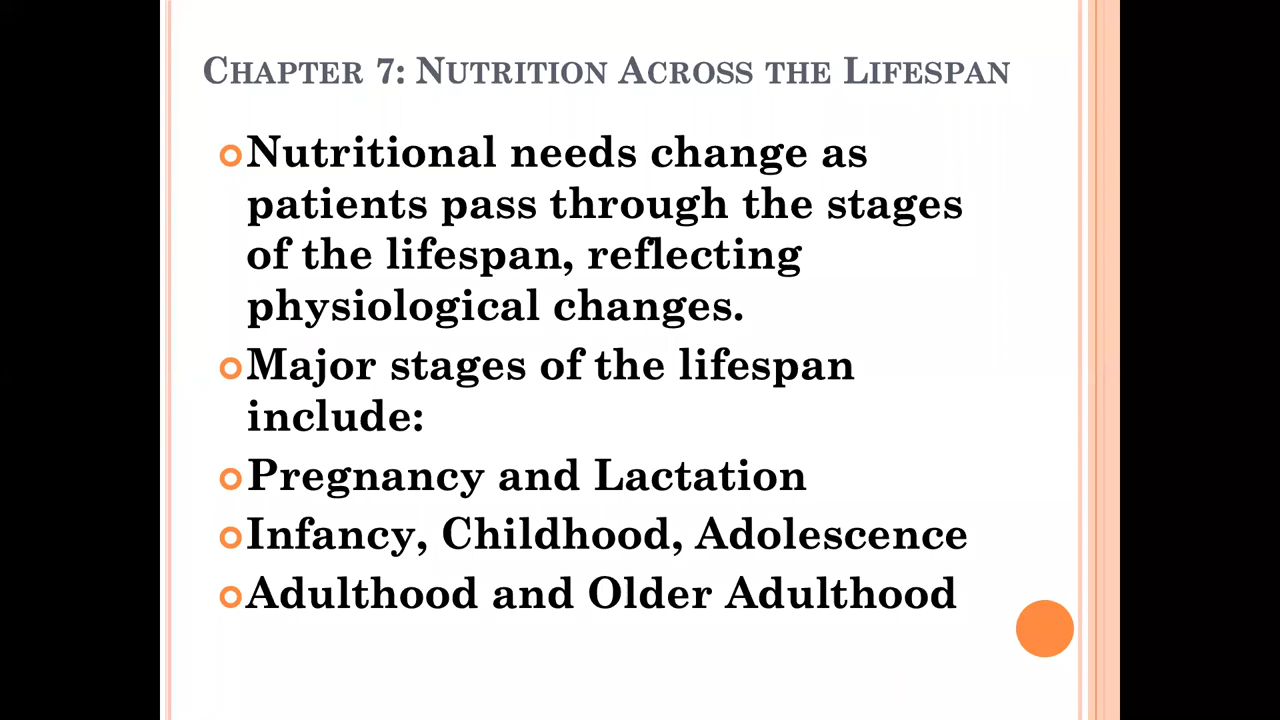 Chapter 7: Nutrition Across the Lifespan
Nutritional needs change as
patients pass through the stages
of the lifespan, reflecting
physiological changes.
Major stages of the lifespan
include:
Pregnancy and Lactation
Infancy, Childhood, Adolescence
Adulthood and Older Adulthood